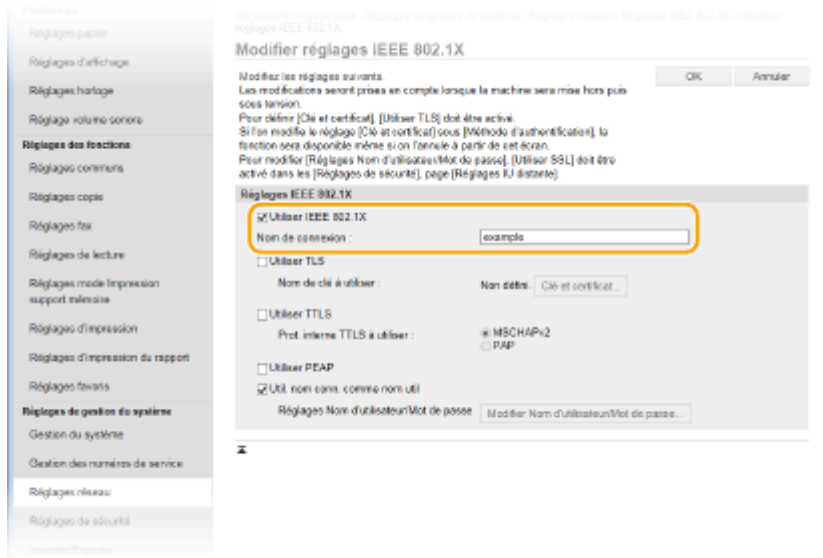 Réglages papier
Réglages d'affichage
Réglages horloge
Réglage volume sonore
Réglages des fonctions
Réglages communs
Réglages copie
Réglages fax
Réglages de lecture
Réglages mode Impression
support mémoire
Réglages d'impression
Réglages d'impression du rapport
Réglages favoris
Réglages de gestion du système
Gestion du système
Gestion des numéros de service
Réglages réseau
Réglages de sécurité
Importer/Exporter
réglages IEEE 802.1X
Modifier réglages IEEE 802.1X
Modifiez les réglages suivants.
OK
Annuler
Les modifications seront prises en compte lorsque la machine sera mise hors puis
sous tension.
Pour définir [Clé et certificat], [Utiliser TLS] doit être activé.
Si l'on modifie le réglage [Clé et certificat] sous [Méthode d'authentification], la
fonction sera disponible même si on l'annule à partir de cet écran.
Pour modifier [Réglages Nom d'utilisateur/Mot de passe], [Utiliser SSL] doit être
activé dans les [Réglages de sécurité], page [Réglages IU distante].
Réglages IEEE 802.1X
Utiliser IEEE 802.1X
Nom de connexion :
example
Utiliser TLS
Nom de clé à utiliser :
Non défini.
Clé et certificat...
Utiliser TTLS
Prot. interne TTLS à utiliser :
MSCHAPv2
PAP
Utiliser PEAP
Util. nom conn. comme nom util
Réglages Nom d'utilisateur/Mot de passe
Modifier Nom d'utilisateur/Mot de passe...